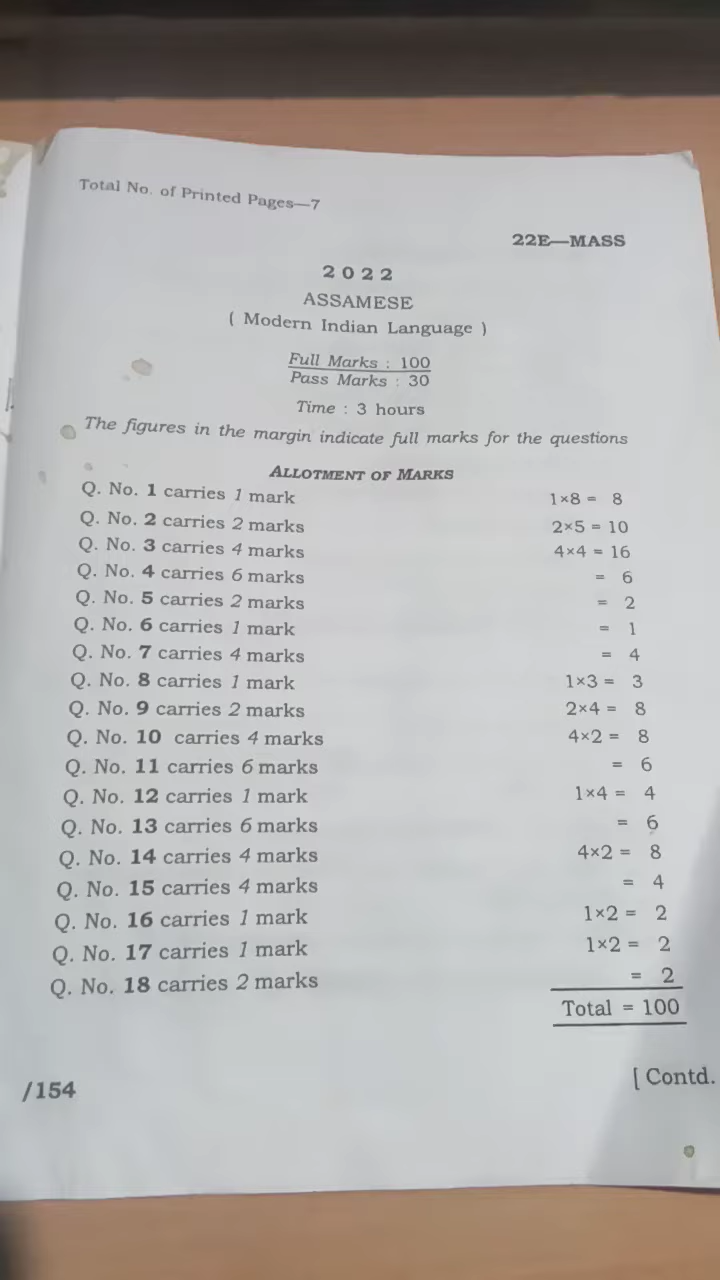 Total No. of Printed Pages—7
22E—MASS
2022
ASSAMESE
( Modern Indian Language )
Full Marks : 100
Pass Marks : 30
Time : 3 hours
The figures in the margin indicate full marks for the questions
ALLOTMENT OF MARKS
Q. No. 1 carries 1 mark 1×8 = 8
Q. No. 2 carries 2 marks 2×5 = 10
Q. No. 3 carries 4 marks 4×4 = 16
Q. No. 4 carries 6 marks = 6
Q. No. 5 carries 2 marks = 2
Q. No. 6 carries 1 mark = 1
Q. No. 7 carries 4 marks = 4
Q. No. 8 carries 1 mark 1×3 = 3
Q. No. 9 carries 2 marks 2×4 = 8
Q. No. 10 carries 4 marks 4×2 = 8
Q. No. 11 carries 6 marks = 6
Q. No. 12 carries 1 mark 1×4 = 4
Q. No. 13 carries 6 marks = 6
Q. No. 14 carries 4 marks 4×2 = 8
Q. No. 15 carries 4 marks = 4
Q. No. 16 carries 1 mark 1×2 = 2
Q. No. 17 carries 1 mark 1×2 = 2
Q. No. 18 carries 2 marks = 2
Total = 100
/154
[ Contd.